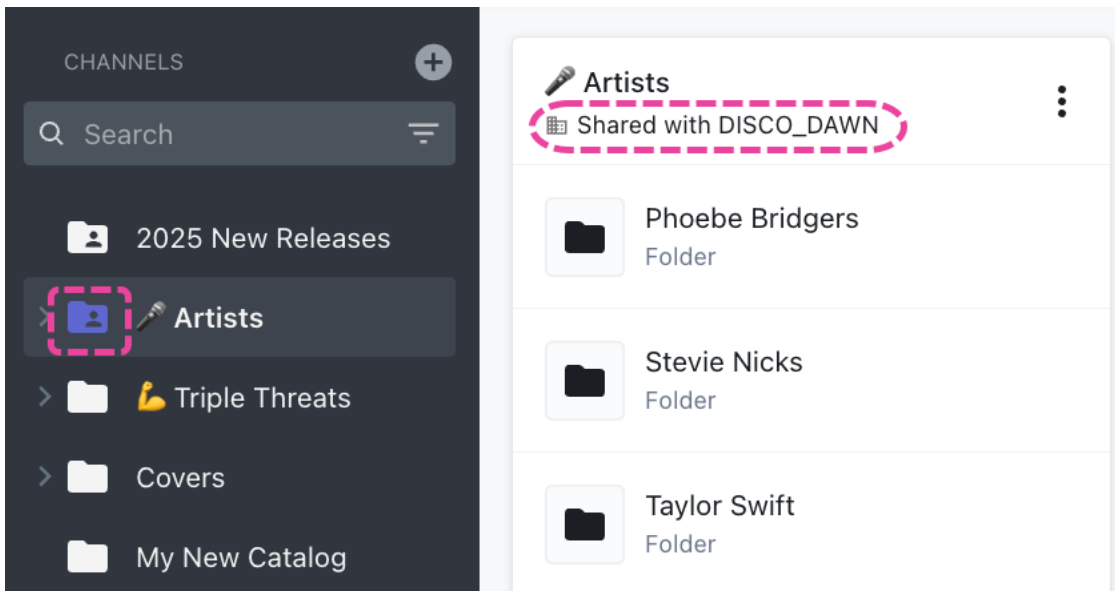 CHANNELS
Search
2025 New Releases
🎤 Artists
💪 Triple Threats
Covers
My New Catalog
🎤 Artists
Shared with DISCO_DAWN
Phoebe Bridgers
Folder
Stevie Nicks
Folder
Taylor Swift
Folder